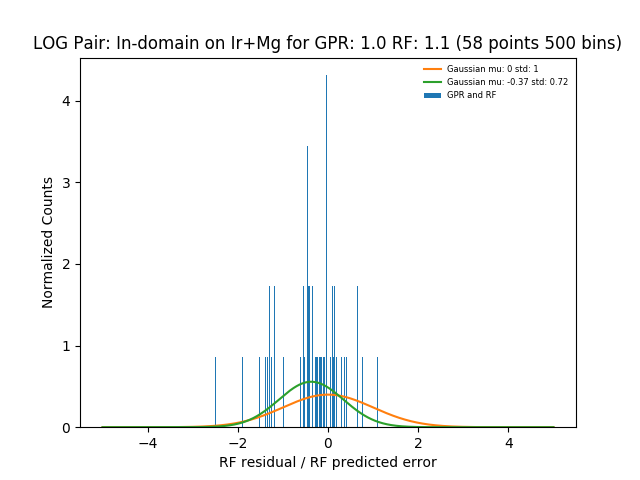 LOG Pair: In-domain on Ir+Mg for GPR: 1.0 RF: 1.1 (58 points 500 bins)
Gaussian mu: 0 std: 1
Gaussian mu: -0.37 std: 0.72
GPR and RF
Normalized Counts
4
3
2
1
0
−4
−2
0
2
4
RF residual / RF predicted error